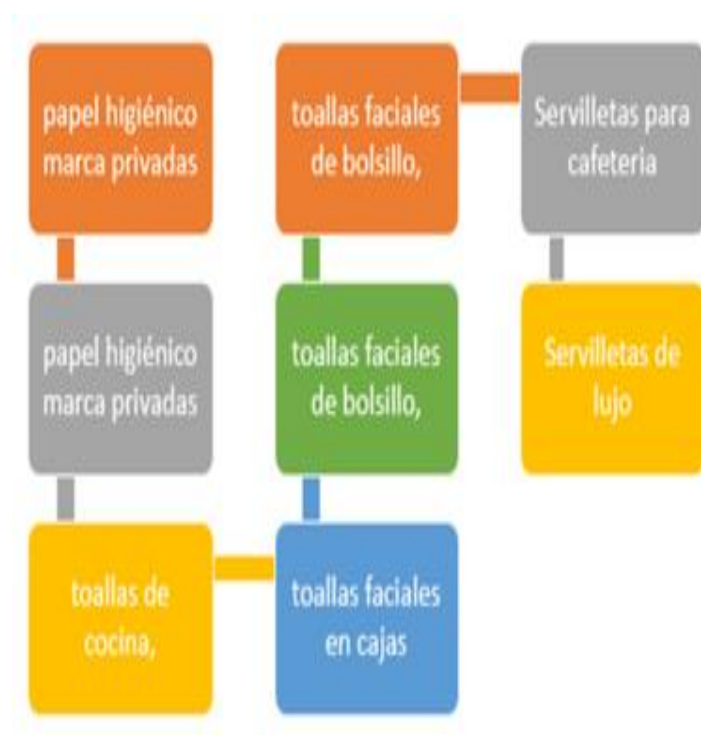 papel higiénico
marca privadas
papel higiénico
marca privadas
toallas de
cocina,
toallas faciales
en cajas
toallas faciales
de bolsillo,
toallas faciales
de bolsillo,
Servilletas para
cafeteria
Servilletas de
lujo